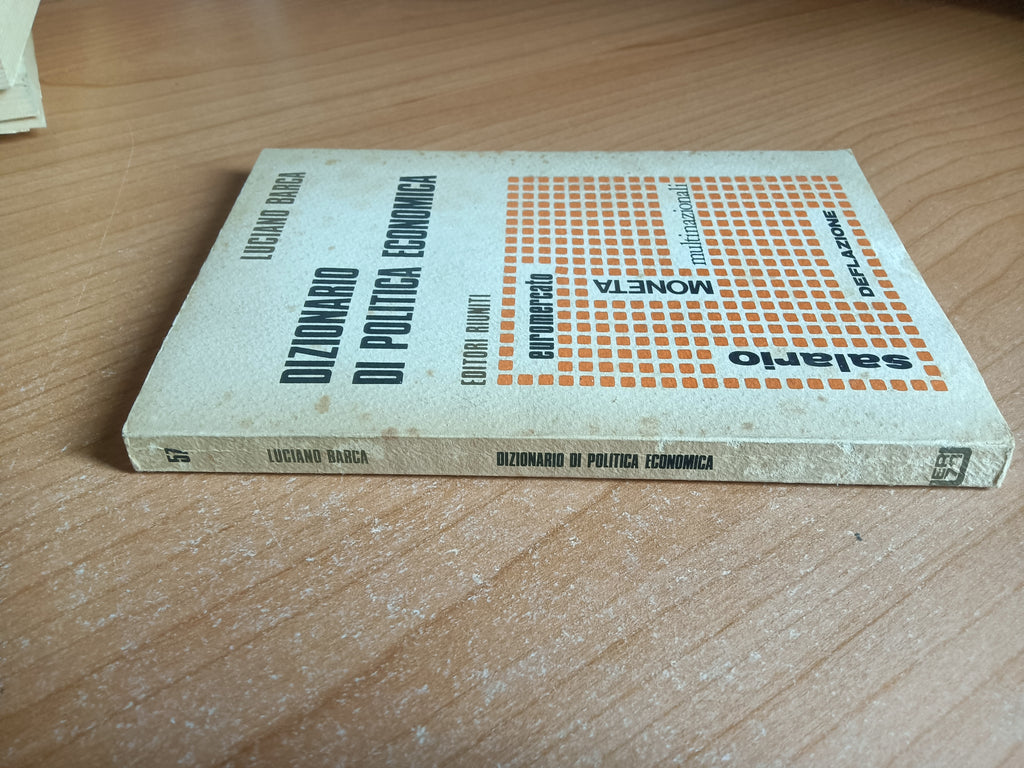 LUCIANO BARCA
DIZIONARIO
DI POLITICA ECONOMICA
EDITORI RIUNITI
euromercato
MONETA
multinazionali
salario
DEFLAZIONE
57
LUCIANO BARCA
DIZIONARIO DI POLITICA ECONOMICA